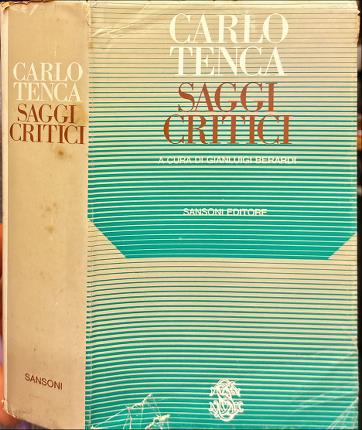 CARLO
TENCA
SAGGI
CRITICI
SANSONI
CARLO
TENCA
SAGGI
CRITICI
A CURA DI GIANLUIGI BERARDI
SANSONI EDITORE